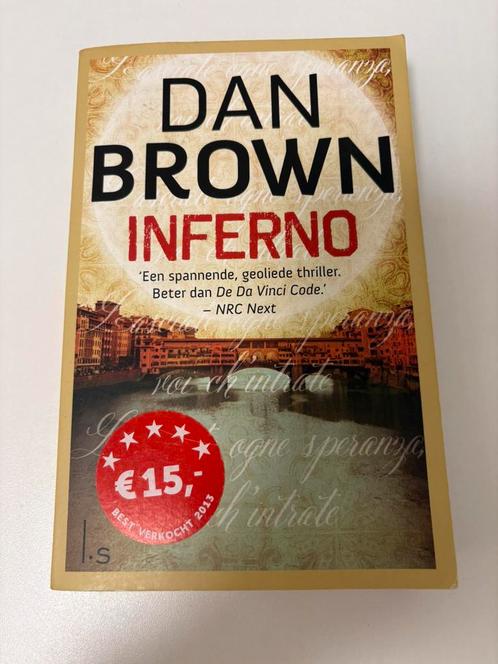 Lasciate ogne speranza,
DAN
BROWN
INFERNO
'Een spannende, geoliede thriller.
Beter dan De Da Vinci Code.'
– NRC Next
voi ch'intrate
ogne speranza,
ch'intrate
€ 15,-
BEST VERKOCHT 2013
l.s